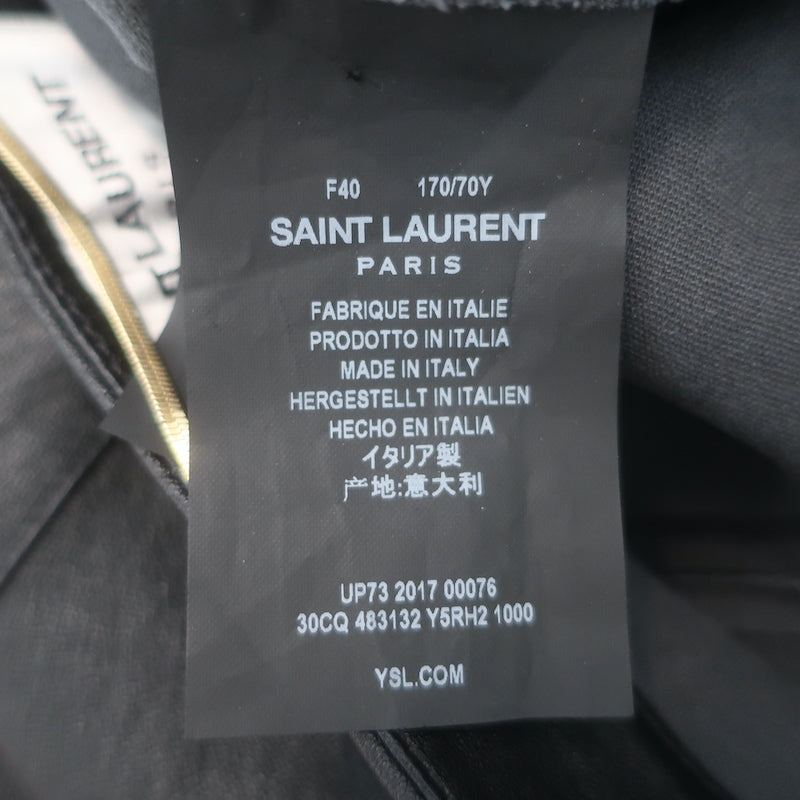 F40 170/70Y
SAINT LAURENT
PARIS
FABRIQUE EN ITALIE
PRODOTTO IN ITALIA
MADE IN ITALY
HERGESTELLT IN ITALIEN
HECHO EN ITALIA
イタリア製
产地:意大利
UP73 2017 00076
30CQ 483132 Y5RH2 1000
YSL.COM
LAURENT
LAURENT